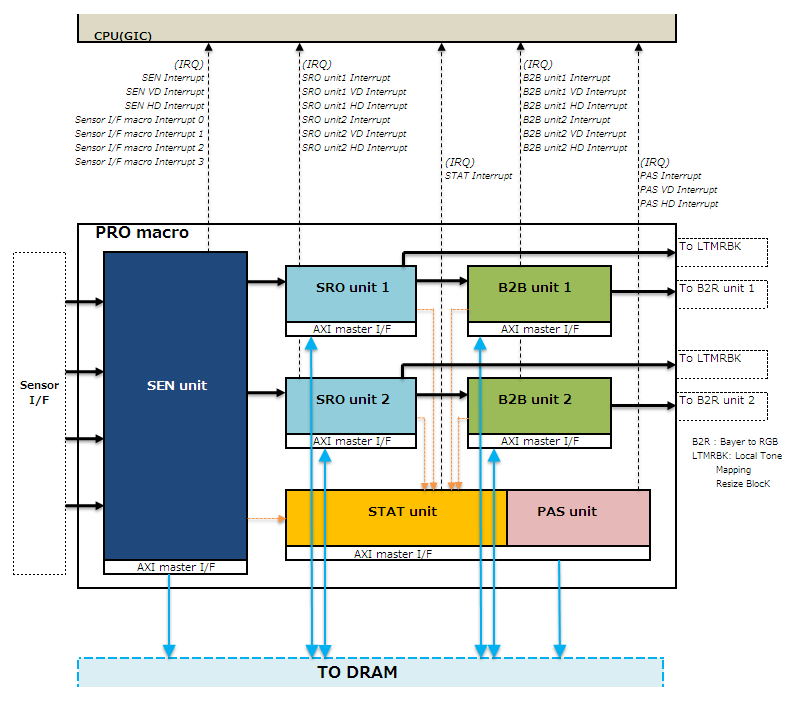 CPU(GIC)
(IRQ)
SEN Interrupt
SEN VD Interrupt
SEN HD Interrupt
Sensor I/F macro Interrupt 0
Sensor I/F macro Interrupt 1
Sensor I/F macro Interrupt 2
Sensor I/F macro Interrupt 3
(IRQ)
SRO unit1 Interrupt
SRO unit1 VD Interrupt
SRO unit1 HD Interrupt
SRO unit2 Interrupt
SRO unit2 VD Interrupt
SRO unit2 HD Interrupt
(IRQ)
STAT Interrupt
(IRQ)
B2B unit1 Interrupt
B2B unit1 VD Interrupt
B2B unit1 HD Interrupt
B2B unit2 Interrupt
B2B unit2 VD Interrupt
B2B unit2 HD Interrupt
(IRQ)
PAS Interrupt
PAS VD Interrupt
PAS HD Interrupt
PRO macro
To LTMRBK
SRO unit 1
B2B unit 1
To B2R unit 1
AXI master I/F
AXI master I/F
To LTMRBK
Sensor
I/F
SEN unit
SRO unit 2
B2B unit 2
To B2R unit 2
AXI master I/F
AXI master I/F
B2R : Bayer to RGB
LTMRBK: Local Tone
Mapping
Resize BlocK
STAT unit
PAS unit
AXI master I/F
AXI master I/F
TO DRAM